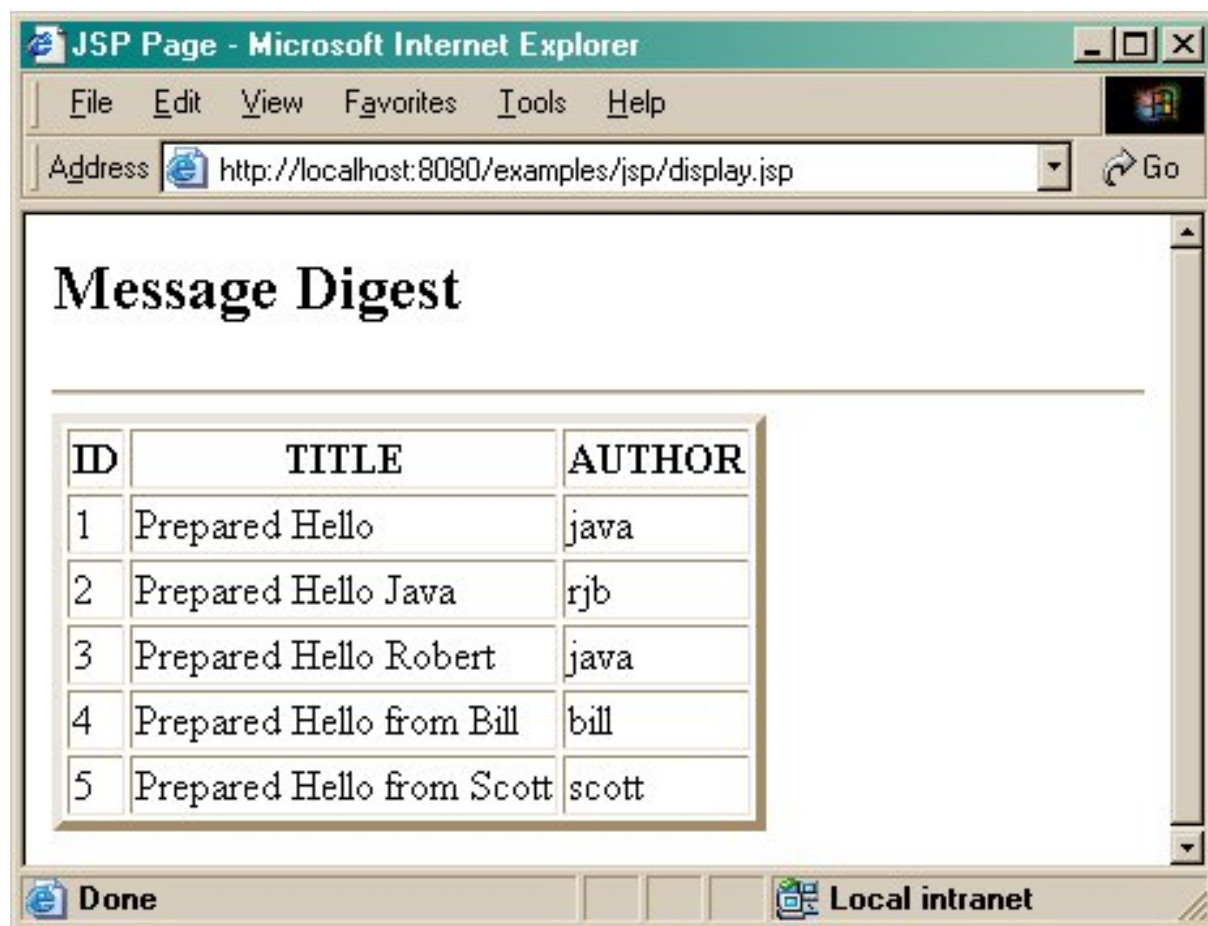 JSP Page - Microsoft Internet Explorer
File Edit View Favorites Tools Help
Address http://localhost:8080/examples/jsp/display.jsp Go
Message Digest
ID TITLE AUTHOR
1 Prepared Hello java
2 Prepared Hello Java rjb
3 Prepared Hello Robert java
4 Prepared Hello from Bill bill
5 Prepared Hello from Scott scott
Done Local intranet